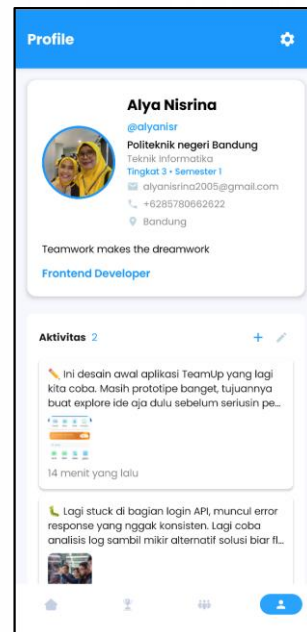 Profile
Alya Nisrina
@alyanisr
Politeknik negeri Bandung
Teknik Informatika
Tingkat 3 • Semester 1
alyanisrina2005@gmail.com
+6285780662622
Bandung
Teamwork makes the dreamwork
Frontend Developer
Aktivitas 2
✏️ Ini desain awal aplikasi TeamUp yang lagi
kita coba. Masih prototipe banget, tujuannya
buat explore ide aja dulu sebelum seriusin pe...
14 menit yang lalu
🐛 Lagi stuck di bagian login API, muncul error
response yang nggak konsisten. Lagi coba
analisis log sambil mikir alternatif solusi biar fl...